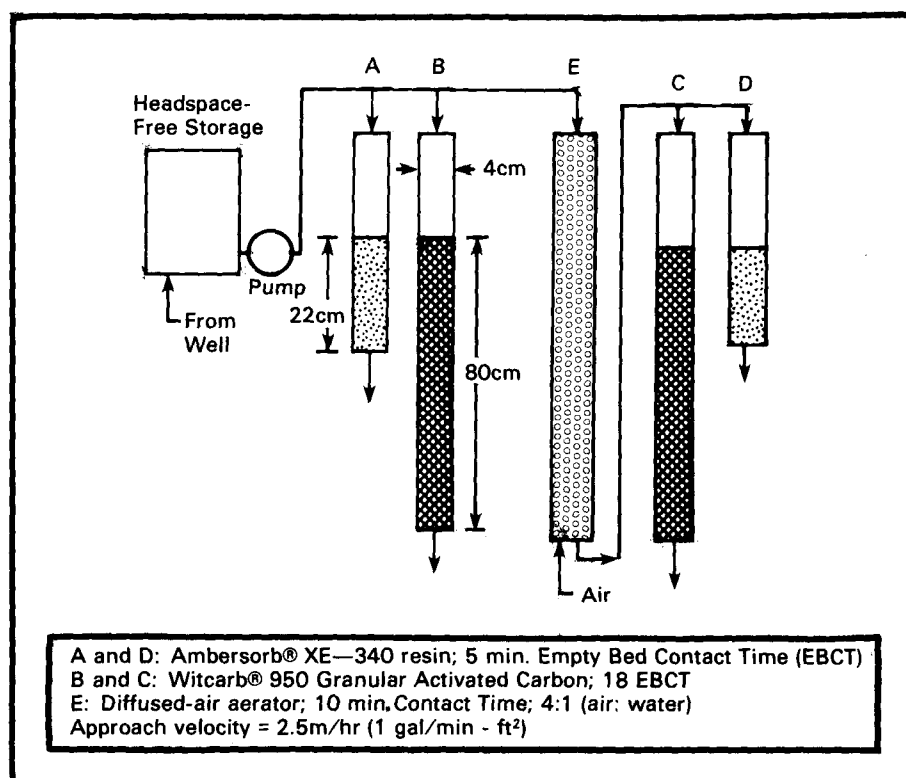 A
B
E
C
D
Headspace-
Free Storage
4cm
Pump
22cm
From
Well
80cm
Air
A and D: Ambersorb® XE—340 resin; 5 min. Empty Bed Contact Time (EBCT)
B and C: Witcarb® 950 Granular Activated Carbon; 18 EBCT
E: Diffused-air aerator; 10 min. Contact Time; 4:1 (air: water)
Approach velocity = 2.5m/hr (1 gal/min - ft²)